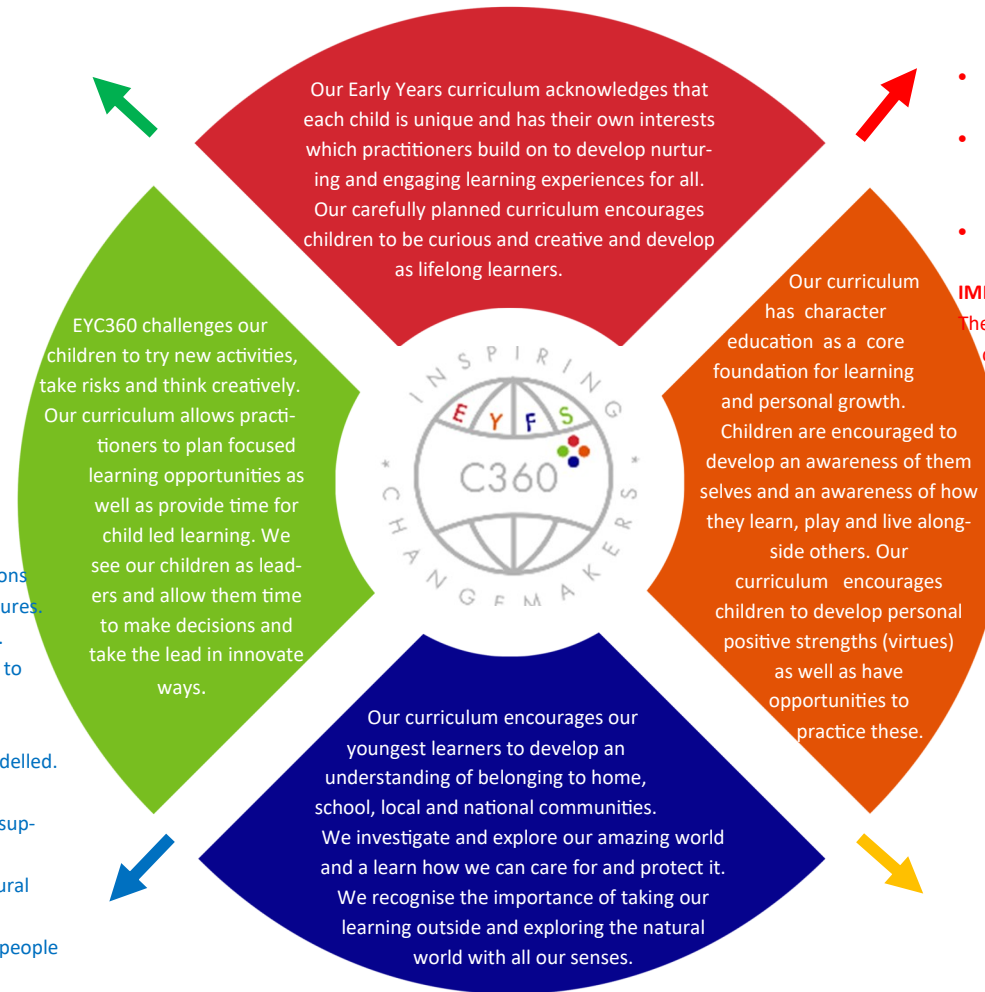 Our Early Years curriculum acknowledges that
each child is unique and has their own interests
which practitioners build on to develop nurtur-
ing and engaging learning experiences for all.
Our carefully planned curriculum encourages
children to be curious and creative and develop
as lifelong learners.
EYC360 challenges our
children to try new activities,
take risks and think creatively.
Our curriculum allows practi-
tioners to plan focused
learning opportunities as
well as provide time for
child led learning. We
see our children as lead-
ers and allow them time
to make decisions and
take the lead in innovate
ways.
INSPIRING
EYFS
C360
* CHANGEMAKERS *
Our curriculum
has character
education as a core
foundation for learning
and personal growth.
Children are encouraged to
develop an awareness of them
selves and an awareness of how
they learn, play and live along-
side others. Our
curriculum encourages
children to develop personal
positive strengths (virtues)
as well as have
opportunities to
practice these.
Our curriculum encourages our
youngest learners to develop an
understanding of belonging to home,
school, local and national communities.
We investigate and explore our amazing world
and a learn how we can care for and protect it.
We recognise the importance of taking our
learning outside and exploring the natural
world with all our senses.
ons
ures.
.
to
delled.
sup-
ural
people
•
•
•
IM
The